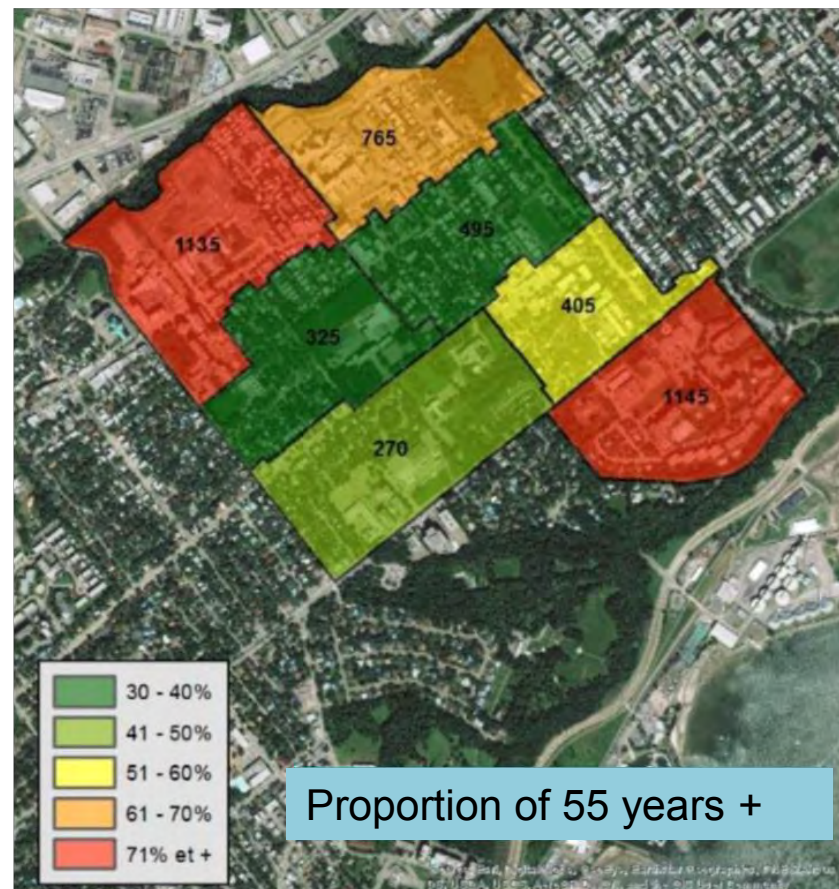 765
1135
495
405
325
1145
270
30 - 40%
41 - 50%
51 - 60%
61 - 70%
71% et +
Proportion of 55 years +